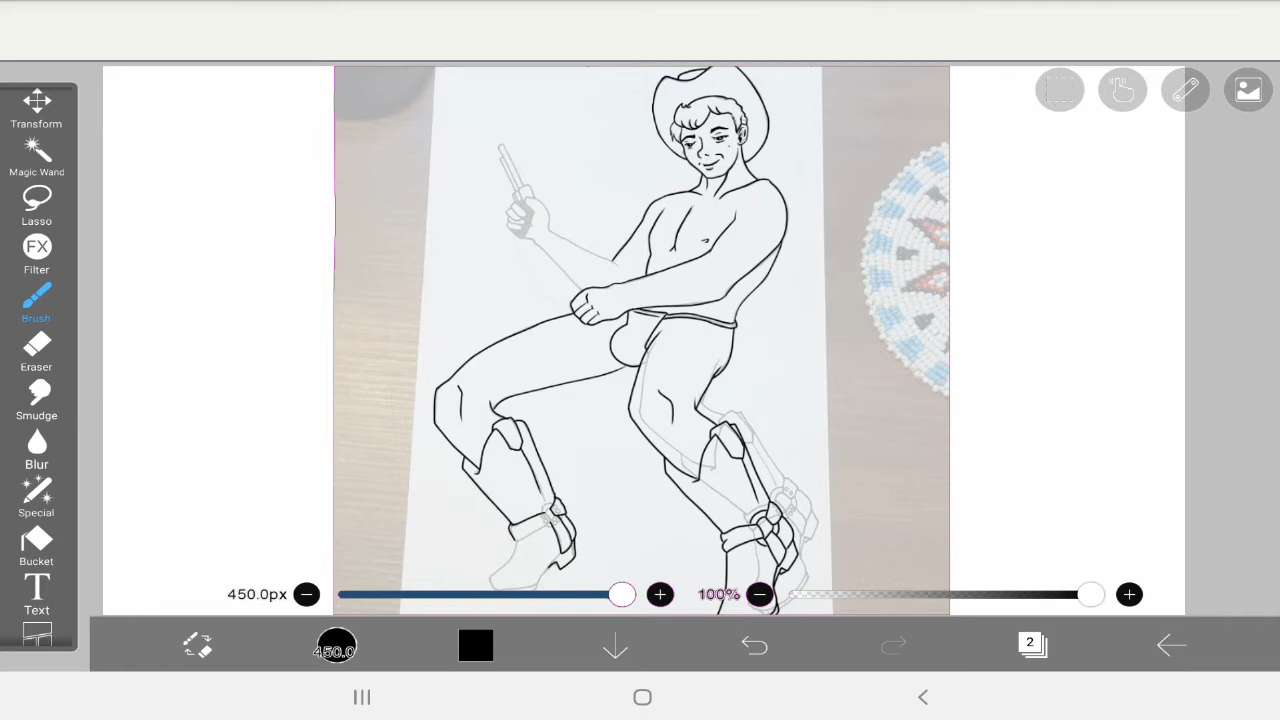 Transform
Magic Wand
Lasso
FX
Filter
Brush
Eraser
Smudge
Blur
Special
Bucket
T
Text
450.0px
100%
450.0
2